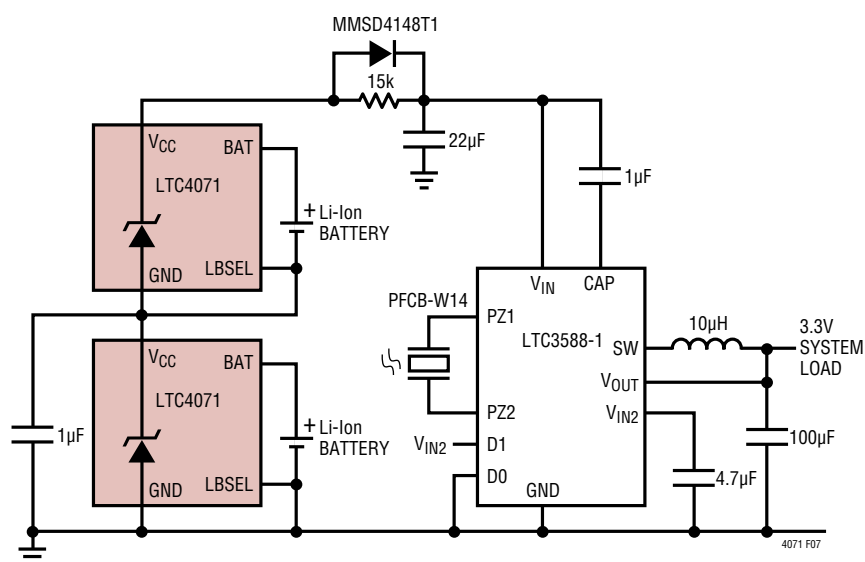 MMSD4148T1
15k
22µF
1µF
VCC
BAT
LTC4071
+
Li-Ion
BATTERY
GND
LBSEL
PFCB-W14
VIN
CAP
PZ1
LTC3588-1
SW
10µH
3.3V
SYSTEM
LOAD
VOUT
PZ2
VIN2
VIN2
D1
D0
GND
100µF
4.7µF
VCC
BAT
LTC4071
1µF
+
Li-Ion
BATTERY
GND
LBSEL
4071 F07